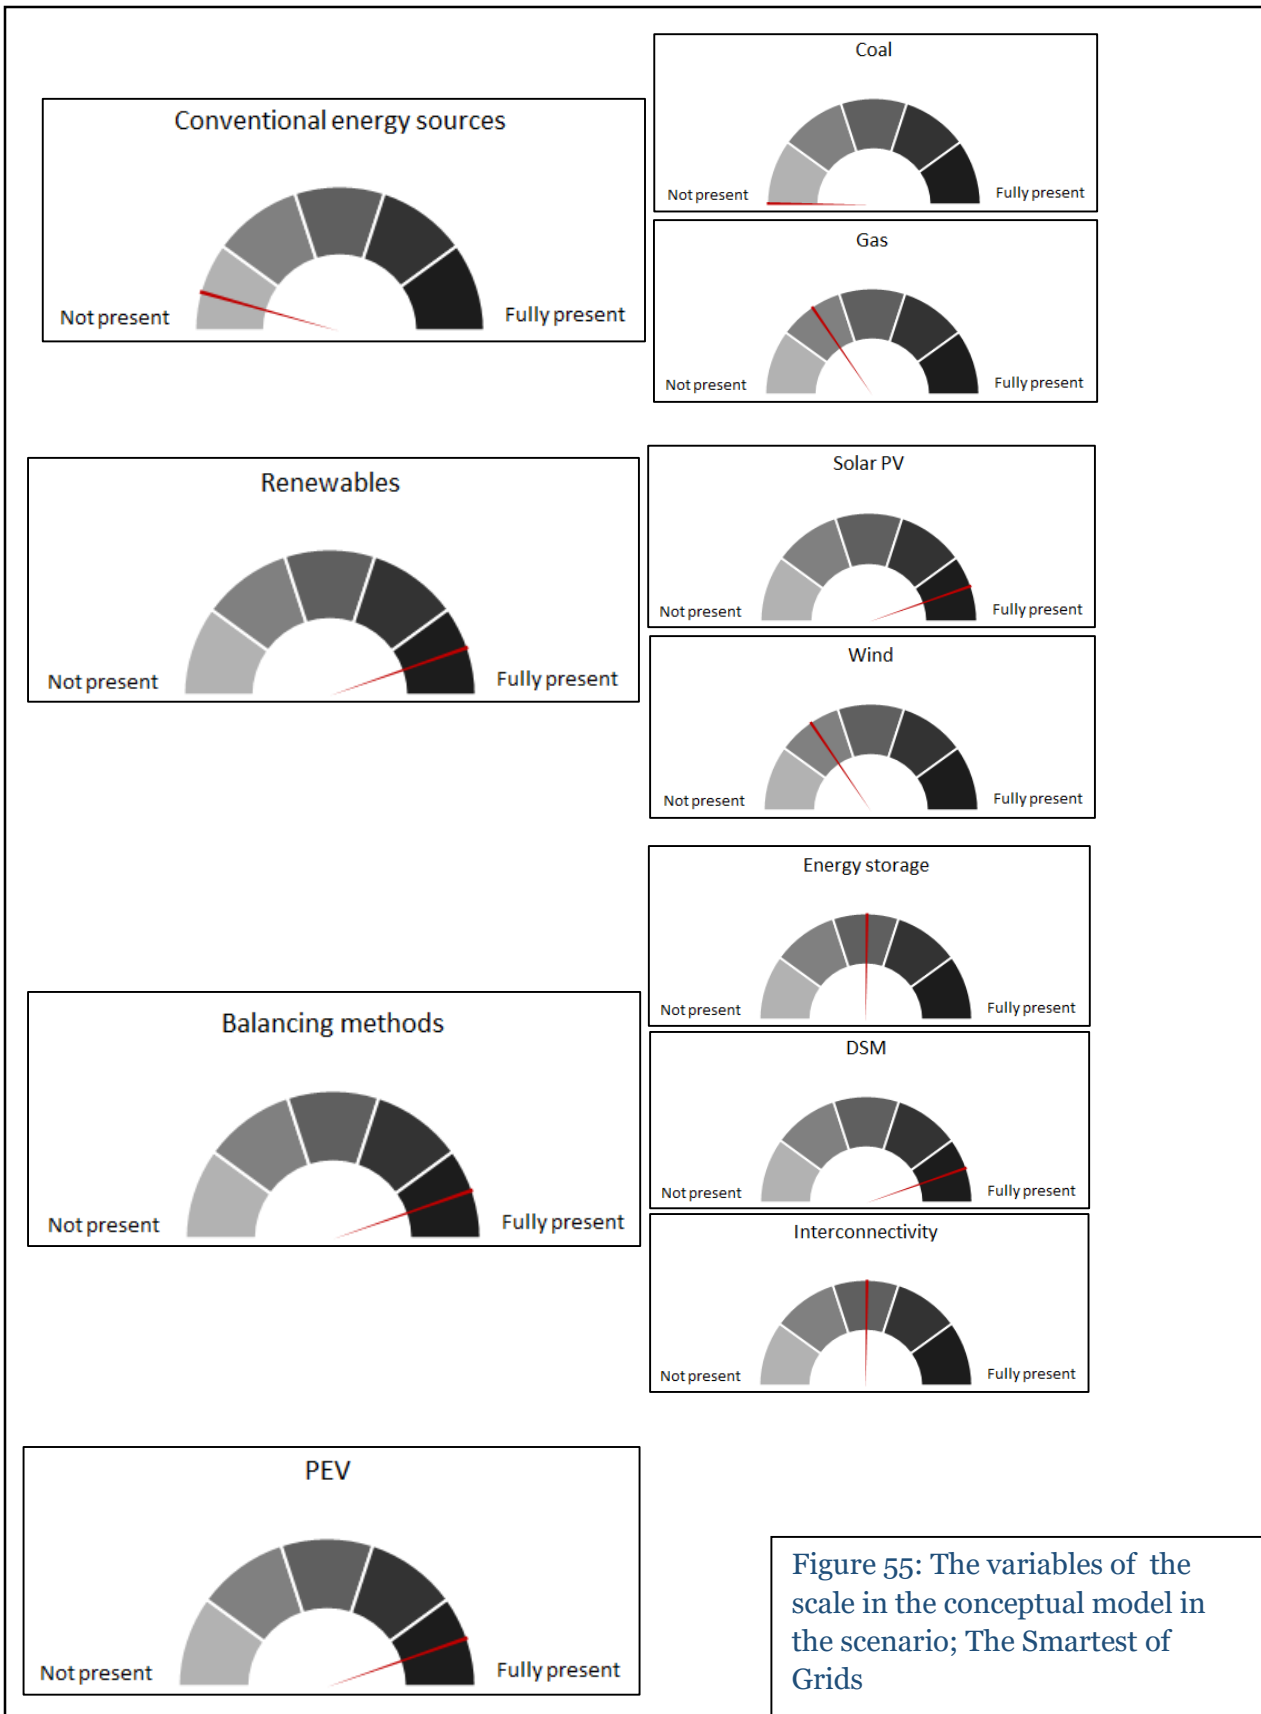 Conventional energy sources
Not present
Fully present
Coal
Not present
Fully present
Gas
Not present
Fully present
Renewables
Not present
Fully present
Solar PV
Not present
Fully present
Wind
Not present
Fully present
Balancing methods
Not present
Fully present
Energy storage
Not present
Fully present
DSM
Not present
Fully present
Interconnectivity
Not present
Fully present
PEV
Not present
Fully present
Figure 55: The variables of the
scale in the conceptual model in
the scenario; The Smartest of
Grids